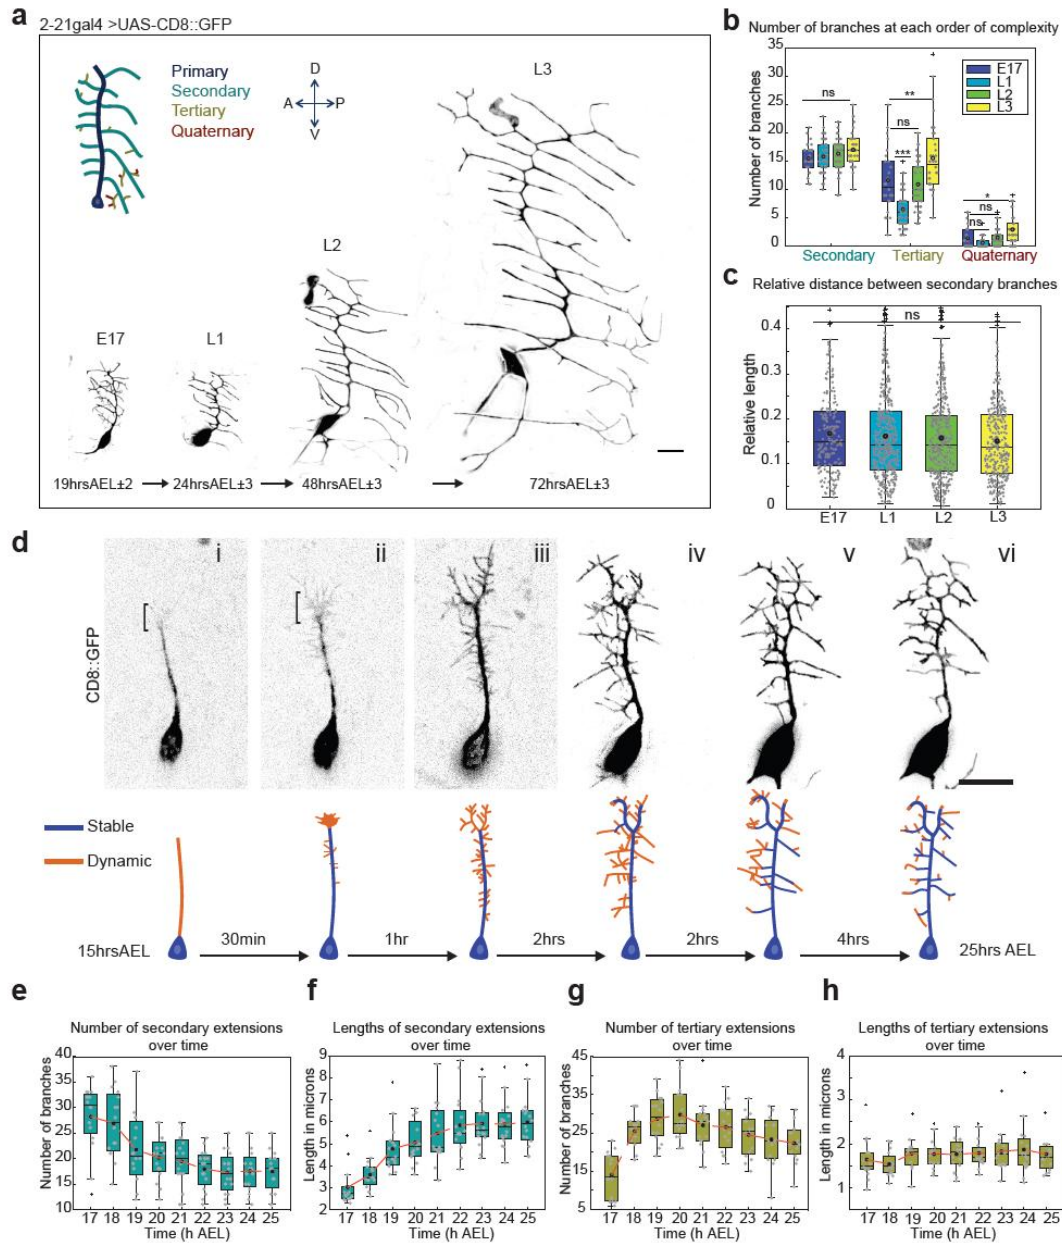 a
2-21gal4 >UAS-CD8::GFP
Primary
Secondary
Tertiary
Quaternary
D
A P
V
E17
L1
L2
L3
19hrsAEL±2
24hrsAEL±3
48hrsAEL±3
72hrsAEL±3
b Number of branches at each order of complexity
Number of branches
35
30
25
20
15
10
5
0
E17
L1
L2
L3
ns
**
ns
***
*
ns
ns
Secondary Tertiary Quaternary
c Relative distance between secondary branches
Relative length
0.4
0.3
0.2
0.1
0
ns
E17 L1 L2 L3
d
CD8::GFP
i ii iii iv v vi
Stable
Dynamic
15hrsAEL 30min 1hr 2hrs 2hrs 4hrs 25hrs AEL
e
Number of secondary extensions
over time
Number of branches
40
35
30
25
20
15
10
17 18 19 20 21 22 23 24 25
Time (h AEL)
f
Lengths of secondary extensions
over time
Length in microns
9
8
7
6
5
4
3
2
17 18 19 20 21 22 23 24 25
Time (h AEL)
g
Number of tertiary extensions
over time
Number of branches
45
35
25
15
5
17 18 19 20 21 22 23 24 25
Time (h AEL)
h
Lengths of tertiary extensions
over time
Length in microns
4
3
2
1
17 18 19 20 21 22 23 24 25
Time (h AEL)